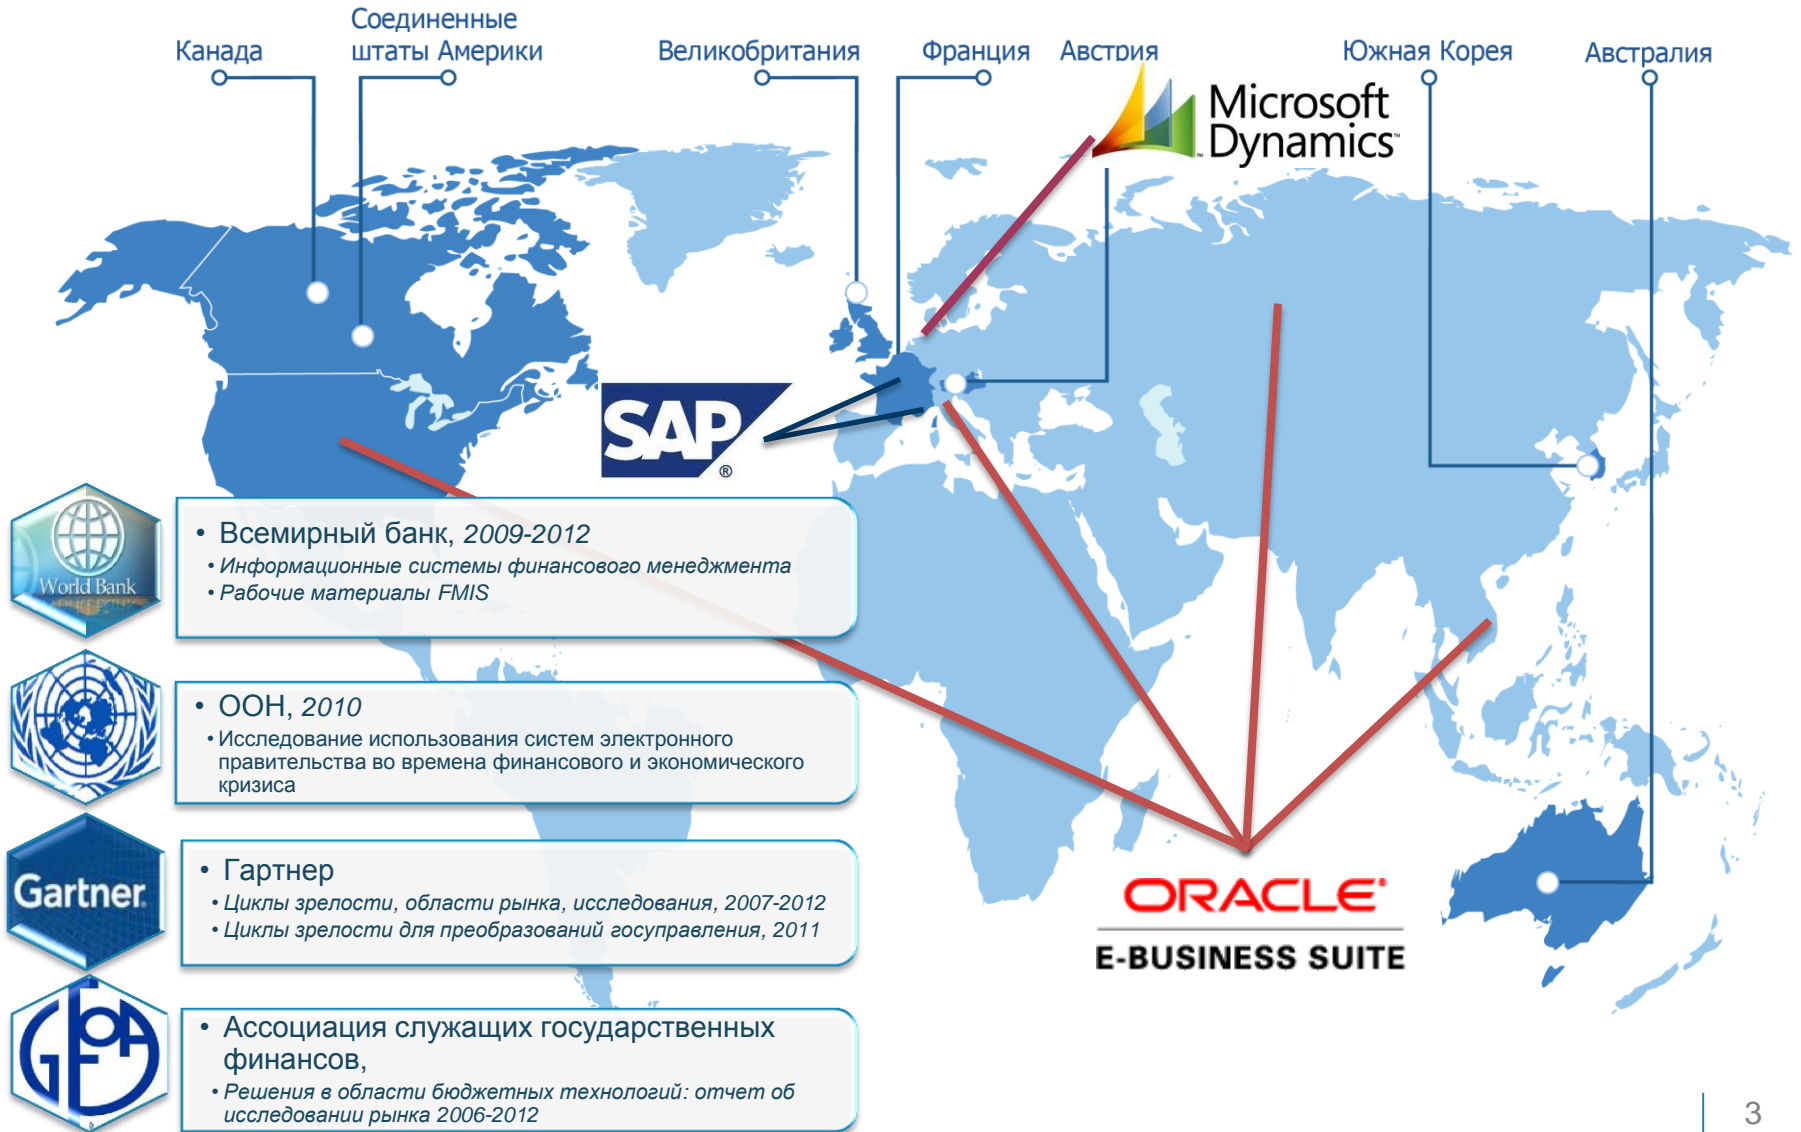 Соединенные
штаты Америки
Канада
Великобритания
Франция
Австрия
Южная Корея
Австралия
Microsoft
Dynamics™
SAP
®
World Bank
• Всемирный банк, 2009-2012
• Информационные системы финансового менеджмента
• Рабочие материалы FMIS
• ООН, 2010
• Исследование использования систем электронного
правительства во времена финансового и экономического
кризиса
Gartner.
• Гартнер
• Циклы зрелости, области рынка, исследования, 2007-2012
• Циклы зрелости для преобразований госуправления, 2011
ORACLE®
E-BUSINESS SUITE
GFOA
• Ассоциация служащих государственных
финансов,
• Решения в области бюджетных технологий: отчет об
исследовании рынка 2006-2012
3